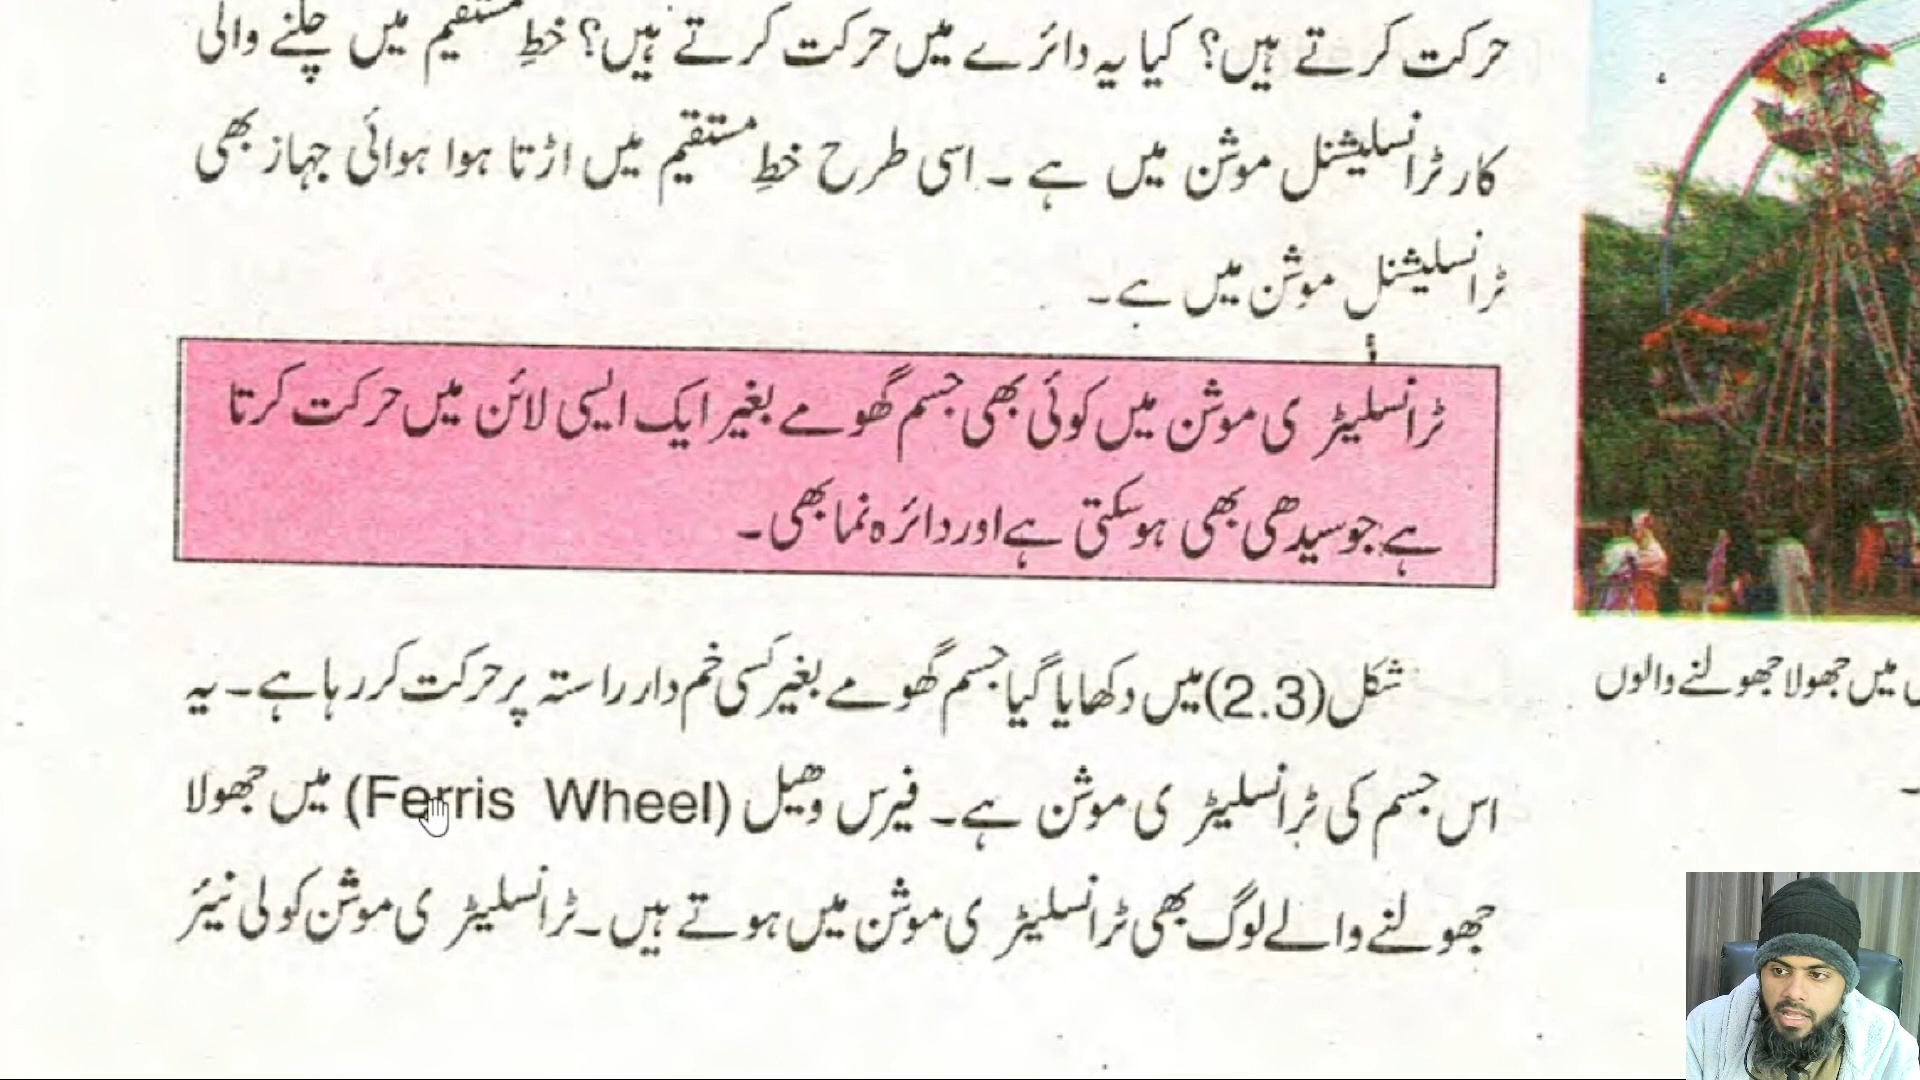 حرکت کرتے ہیں؟ کیا یہ دائرے میں حرکت کرتے ہیں؟ خطِ مستقیم میں چلنے والی
کار ٹرانسلیشنل موشن میں ہے ۔ اسی طرح خطِ مستقیم میں اڑتا ہوا ہوائی جہاز بھی
ٹرانسلیشنل موشن میں ہے۔
ٹرانسلیٹری موشن میں کوئی بھی جسم گھومے بغیر ایک ایسی لائن میں حرکت کرتا
ہے جو سیدھی بھی ہوسکتی ہے اور دائرہ نما بھی۔
شکل (2.3) میں دکھایا گیا جسم گھومے بغیر کسی خم دار راستہ پر حرکت کر رہا ہے۔ یہ
اس جسم کی ٹرانسلیٹری موشن ہے۔ فیرس وھیل (Ferris Wheel) میں جھولا
جھولنے والے لوگ بھی ٹرانسلیٹری موشن میں ہوتے ہیں۔ ٹرانسلیٹری موشن کو لی نیئر
میں جھولا جھولنے والوں